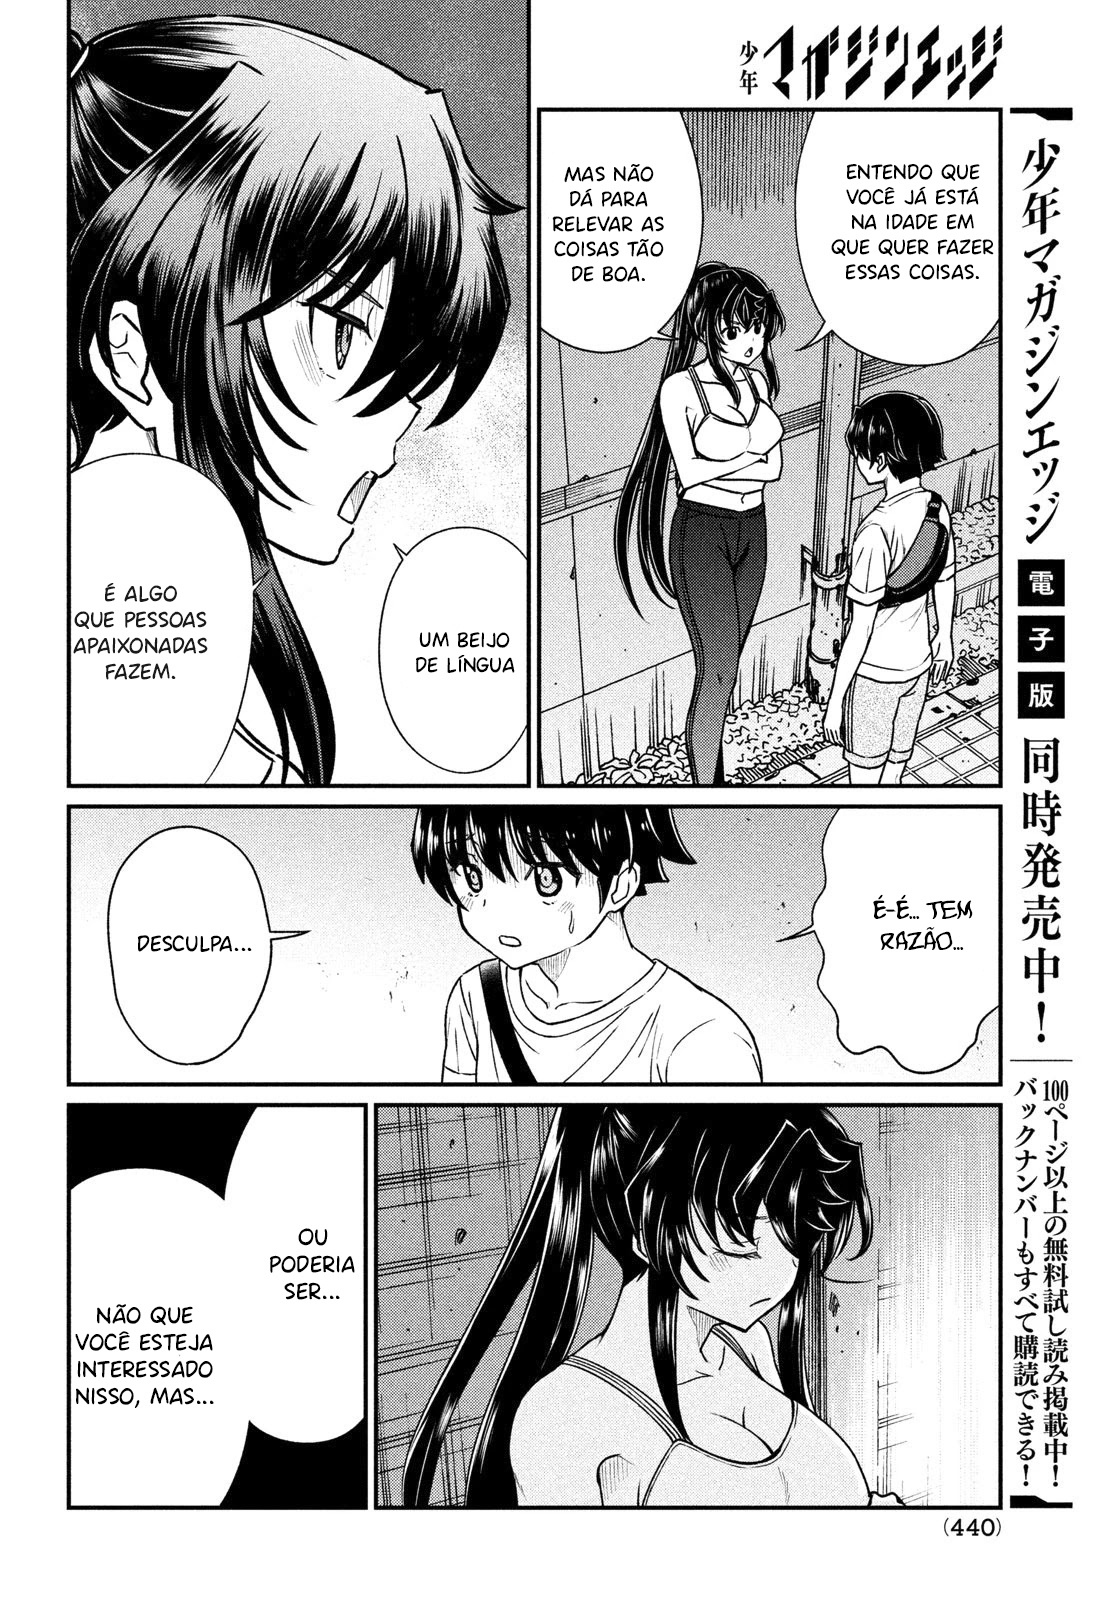 少年マガジンエッジ
少年マガジンエッジ 電子版 同時発売中！
100ページ以上の無料試し読み掲載中！
バックナンバーもすべて購読できる！
ENTENDO QUE
VOCÊ JÁ ESTÁ
NA IDADE EM
QUE QUER FAZER
ESSAS COISAS.
MAS NÃO
DÁ PARA
RELEVAR AS
COISAS TÃO
DE BOA.
UM BEIJO
DE LÍNGUA
É ALGO
QUE PESSOAS
APAIXONADAS
FAZEM.
É-É... TEM
RAZÃO...
DESCULPA...
OU
PODERIA
SER...
NÃO QUE
VOCÊ ESTEJA
INTERESSADO
NISSO, MAS...
(440)